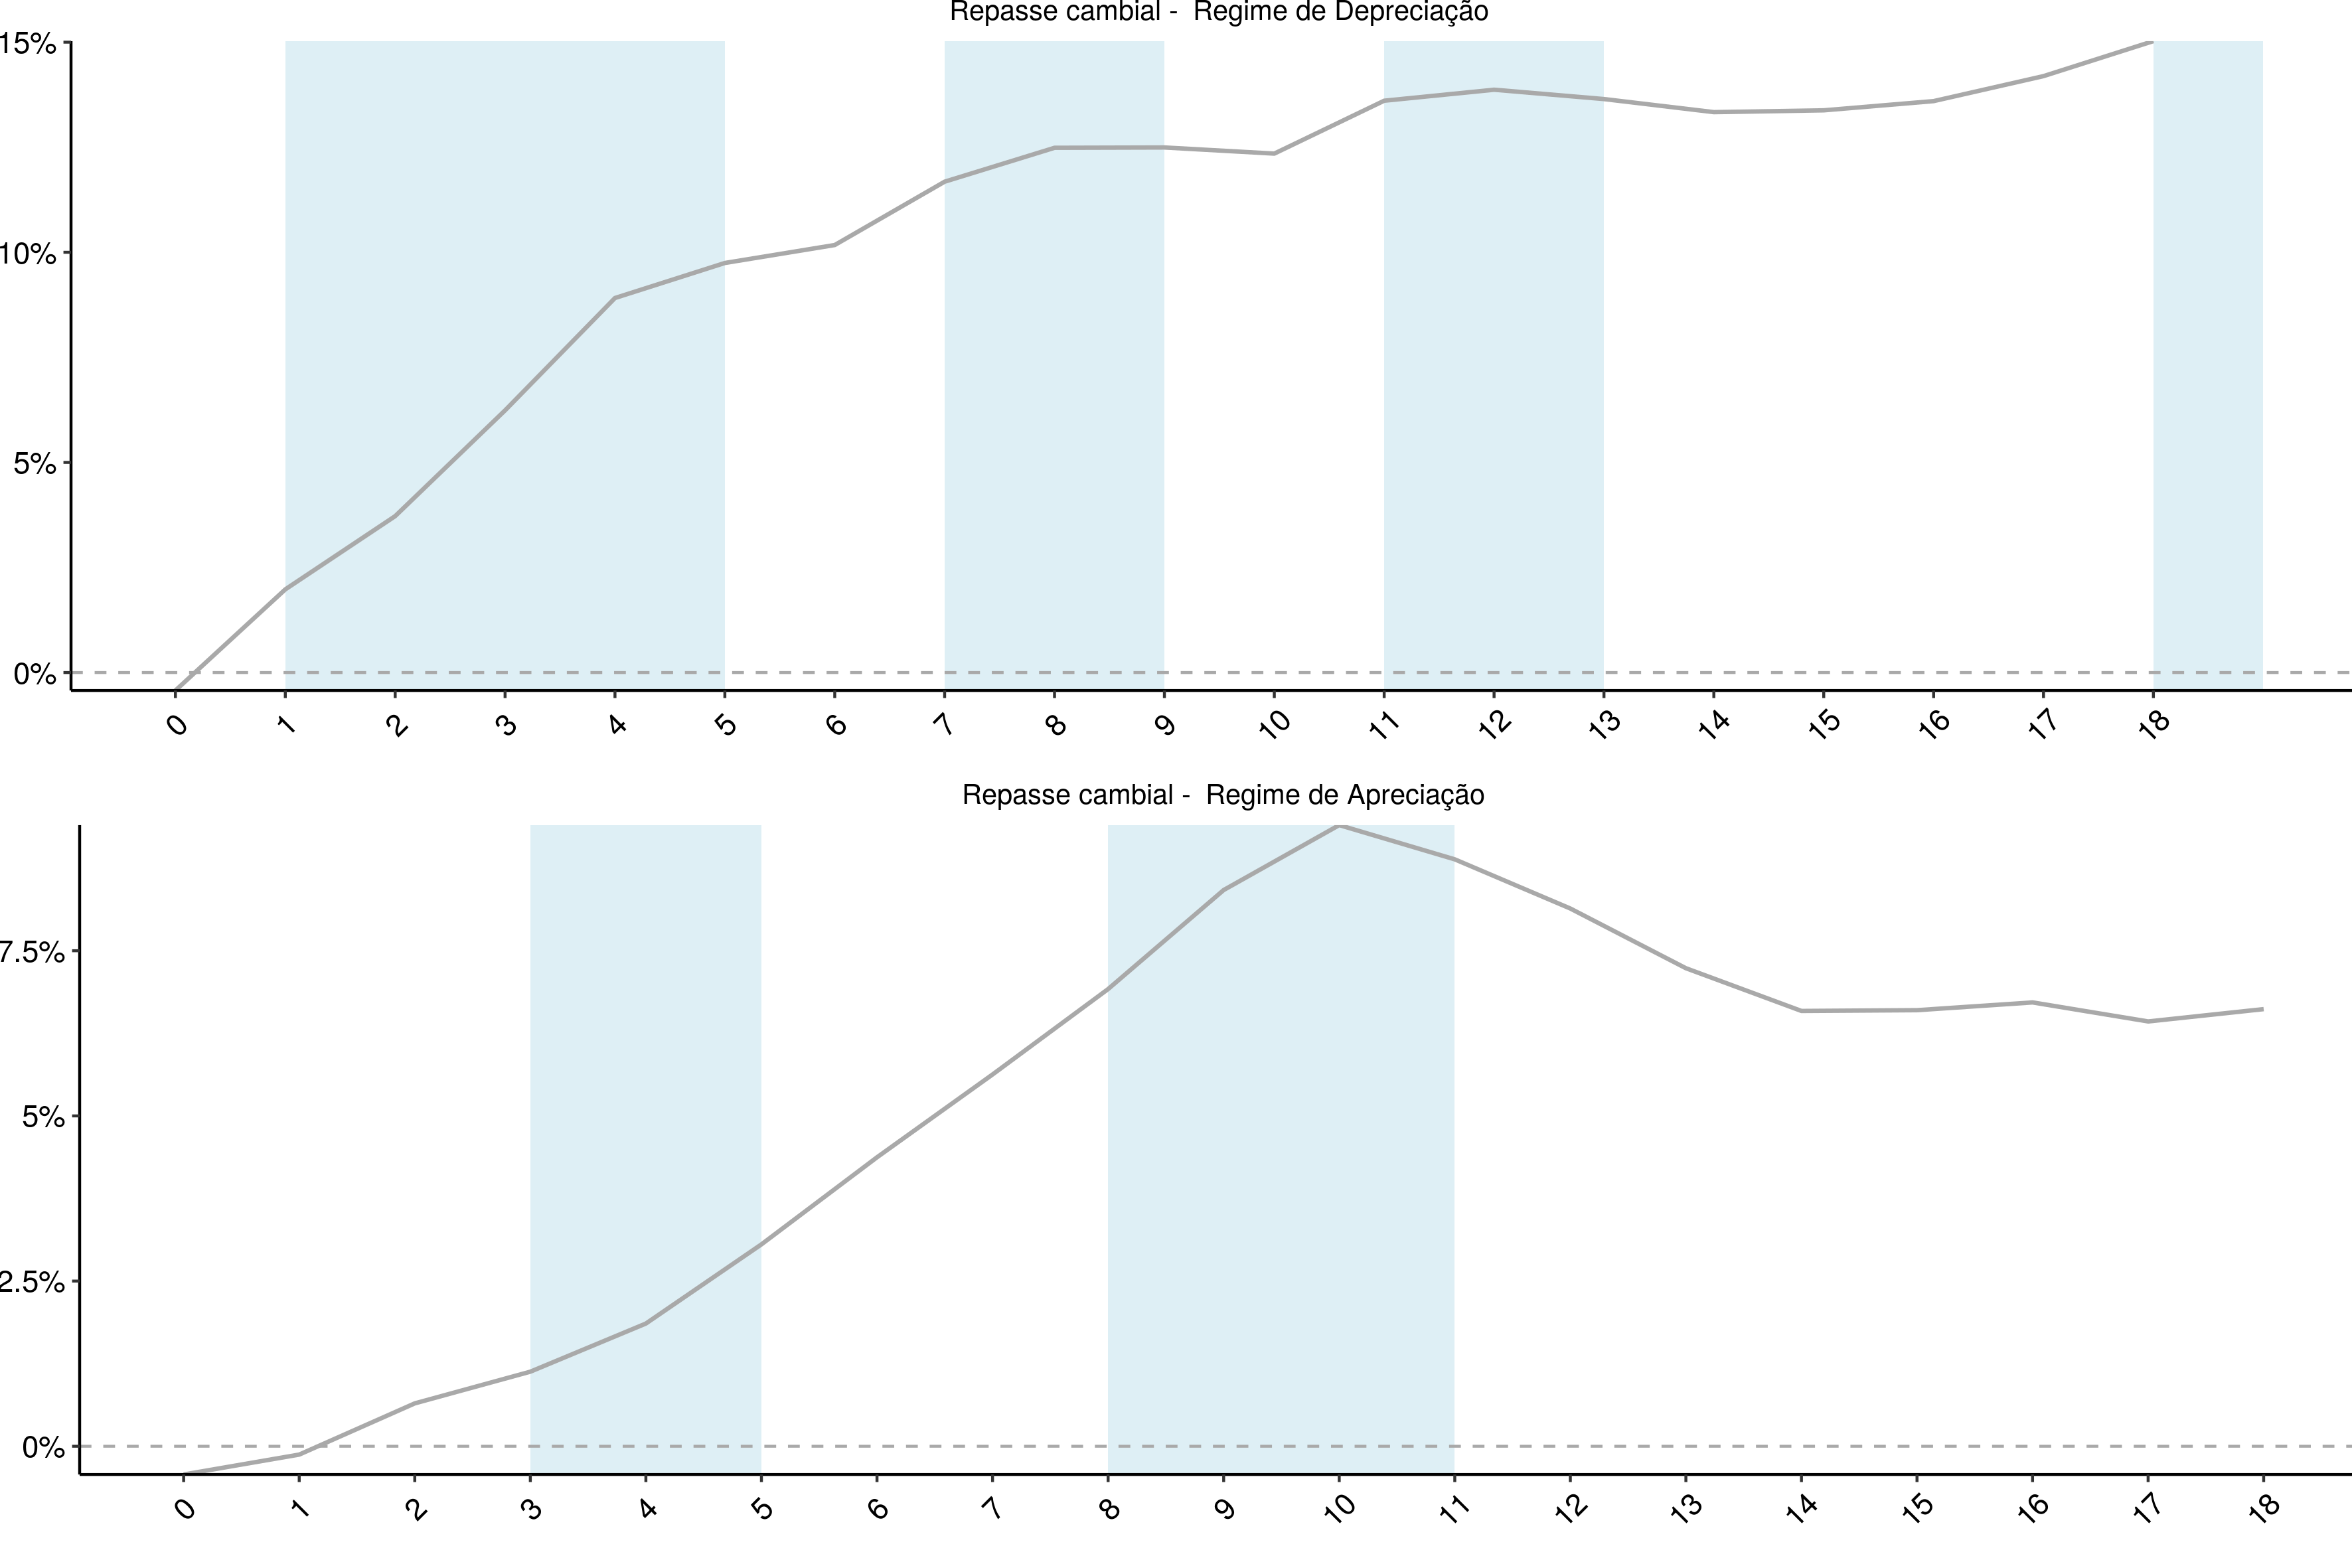 Repasse cambial -  Regime de Depreciação
15%
10%
5%
0%
0 1 2 3 4 5 6 7 8 9 10 11 12 13 14 15 16 17 18
Repasse cambial -  Regime de Apreciação
7.5%
5%
2.5%
0%
0 1 2 3 4 5 6 7 8 9 10 11 12 13 14 15 16 17 18